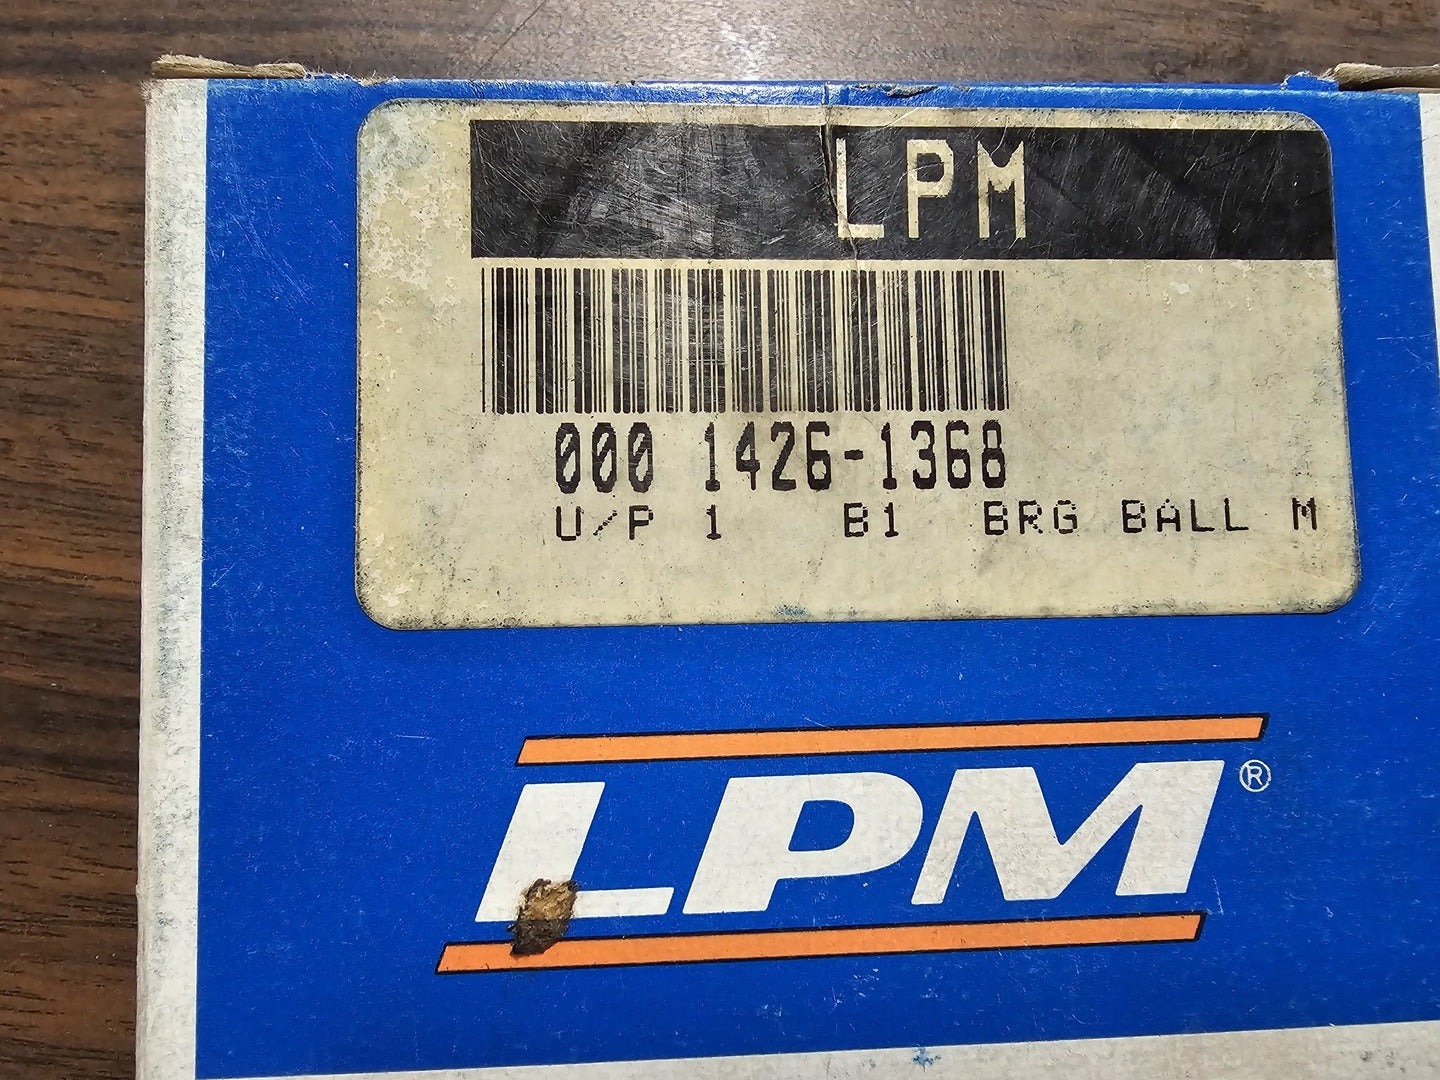 LPM
000 1426-1368
U/P 1 B1 BRG BALL M
LPM®